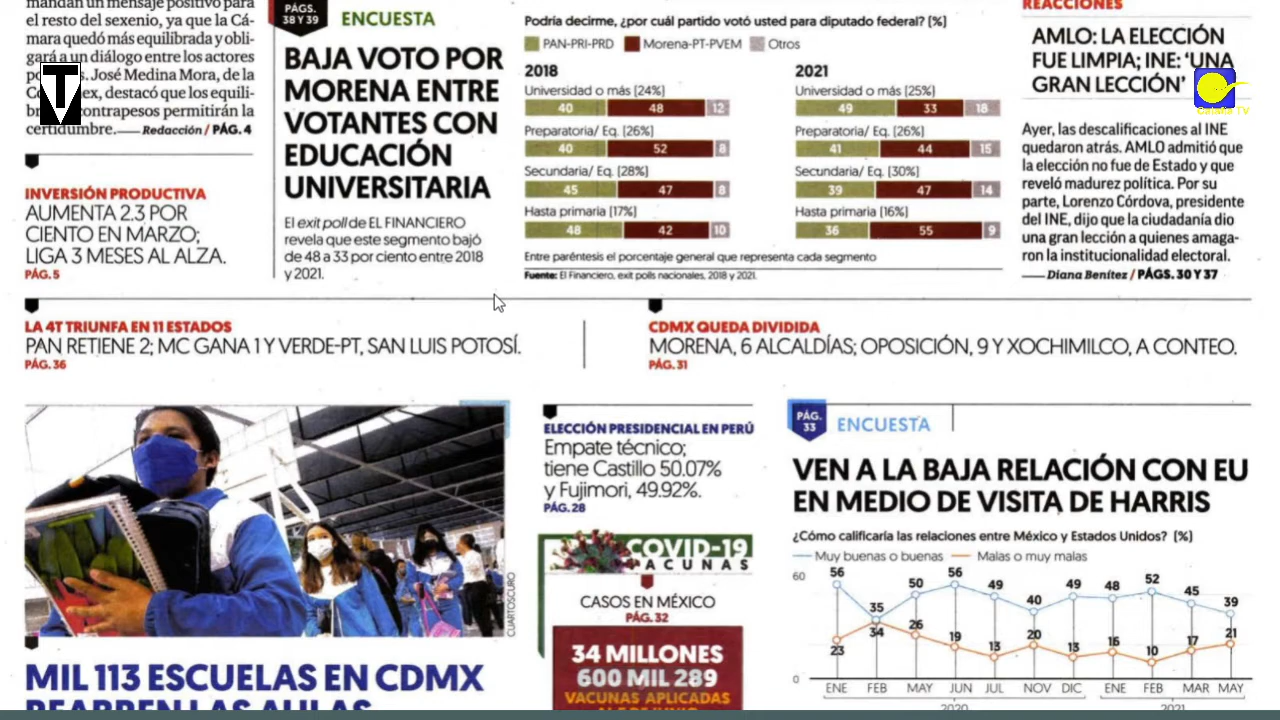 mandan un mensaje positivo para
el resto del sexenio, ya que la Cá-
mara quedó más equilibrada y obli-
gará a un diálogo entre los actores
José Medina Mora, de la
destacó que los equili-
contrapesos permitirán la
certidumbre.— Redacción / PÁG. 4
INVERSIÓN PRODUCTIVA
AUMENTA 2.3 POR
CIENTO EN MARZO;
LIGA 3 MESES AL ALZA.
PÁG. 5
PÁGS.
38 Y 39
ENCUESTA
BAJA VOTO POR
MORENA ENTRE
VOTANTES CON
EDUCACIÓN
UNIVERSITARIA
El exit poll de EL FINANCIERO
revela que este segmento bajó
de 48 a 33 por ciento entre 2018
y 2021.
Podría decirme, ¿por cuál partido votó usted para diputado federal? (%)
PAN-PRI-PRD Morena-PT-PVEM Otros
2018
Universidad o más (24%)
40 48 12
Preparatoria/ Eq. (26%)
40 52 8
Secundaria/ Eq. (28%)
45 47 8
Hasta primaria (17%)
48 42 10
2021
Universidad o más (25%)
49 33 18
Preparatoria/ Eq. (26%)
41 44 15
Secundaria/ Eq. (30%)
39 47 14
Hasta primaria (16%)
36 55 9
Entre paréntesis el porcentaje general que representa cada segmento
Fuente: El Financiero, exit polls nacionales, 2018 y 2021.
REACCIONES
AMLO: LA ELECCIÓN
FUE LIMPIA; INE: ‘UNA
GRAN LECCIÓN’
Caracol TV
Ayer, las descalificaciones al INE
quedaron atrás. AMLO admitió que
la elección no fue de Estado y que
reveló madurez política. Por su
parte, Lorenzo Córdova, presidente
del INE, dijo que la ciudadanía dio
una gran lección a quienes amaga-
ron la institucionalidad electoral.
— Diana Benítez / PÁGS. 30 Y 37
LA 4T TRIUNFA EN 11 ESTADOS
PAN RETIENE 2; MC GANA 1 Y VERDE-PT, SAN LUIS POTOSÍ.
PÁG. 36
CDMX QUEDA DIVIDIDA
MORENA, 6 ALCALDÍAS; OPOSICIÓN, 9 Y XOCHIMILCO, A CONTEO.
PÁG. 31
CUARTOSCURO
MIL 113 ESCUELAS EN CDMX
REABREN LAS AULAS
ELECCIÓN PRESIDENCIAL EN PERÚ
Empate técnico;
tiene Castillo 50.07%
y Fujimori, 49.92%.
PÁG. 28
COVID-19
VACUNAS
CASOS EN MÉXICO
PÁG. 32
34 MILLONES
600 MIL 289
VACUNAS APLICADAS
PÁG.
33
ENCUESTA
VEN A LA BAJA RELACIÓN CON EU
EN MEDIO DE VISITA DE HARRIS
¿Cómo calificaría las relaciones entre México y Estados Unidos? (%)
Muy buenas o buenas Malas o muy malas
60
56 35 50 56 49 40 49 48 52 45 39
23 34 26 19 13 20 13 16 10 17 21
0
ENE FEB MAY JUN JUL NOV DIC ENE FEB MAR MAY
2020 2021